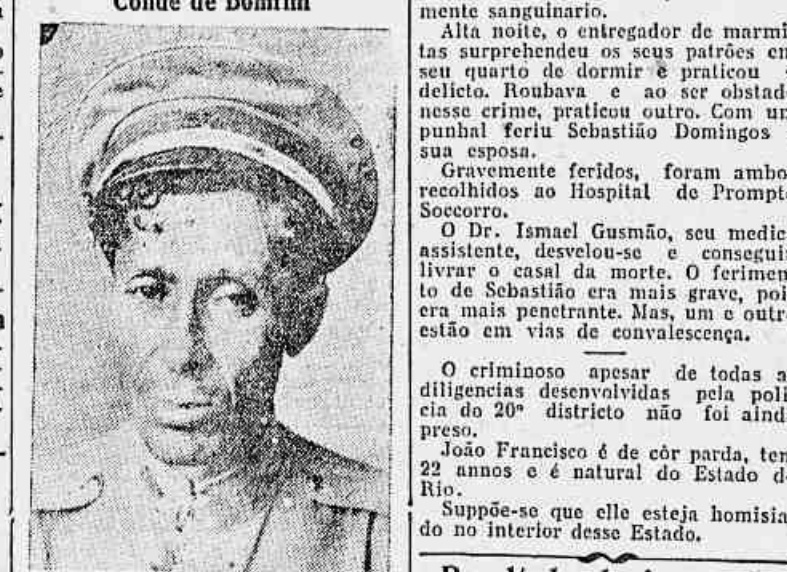 Conde de Bomfim
mente sanguinario.
Alta noite, o entregador de marmi-
tas surprehendeu os seus patrões em
seu quarto de dormir e praticou
delicto. Roubava e ao ser obstad
nesse crime, praticou outro. Com um
punhal feriu Sebastião Domingos
sua esposa.
Gravemente feridos, foram ambo
recolhidos ao Hospital de Prompt
Soccorro.
O Dr. Ismael Gusmão, seu medic
assistente, desvelou-se e conseguiu
livrar o casal da morte. O ferimen-
to de Sebastião era mais grave, poi
era mais penetrante. Mas, um e outr
estão em vias de convalescença.
O criminoso apesar de todas a
diligencias desenvolvidas pela poli-
cia do 20º districto não foi aind
preso.
João Francisco é de côr parda, tem
22 annos e é natural do Estado d
Rio.
Suppõe-se que elle esteja homisia-
do no interior desse Estado.